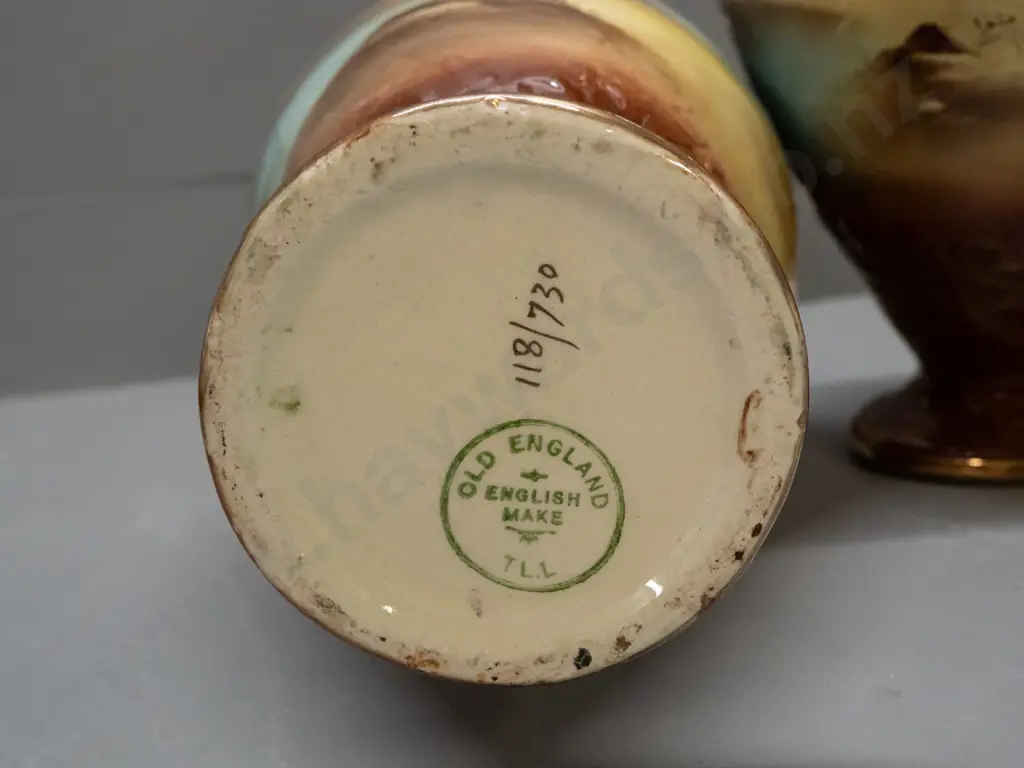 118/730
OLD ENGLAND
ENGLISH
MAKE
T.L.L